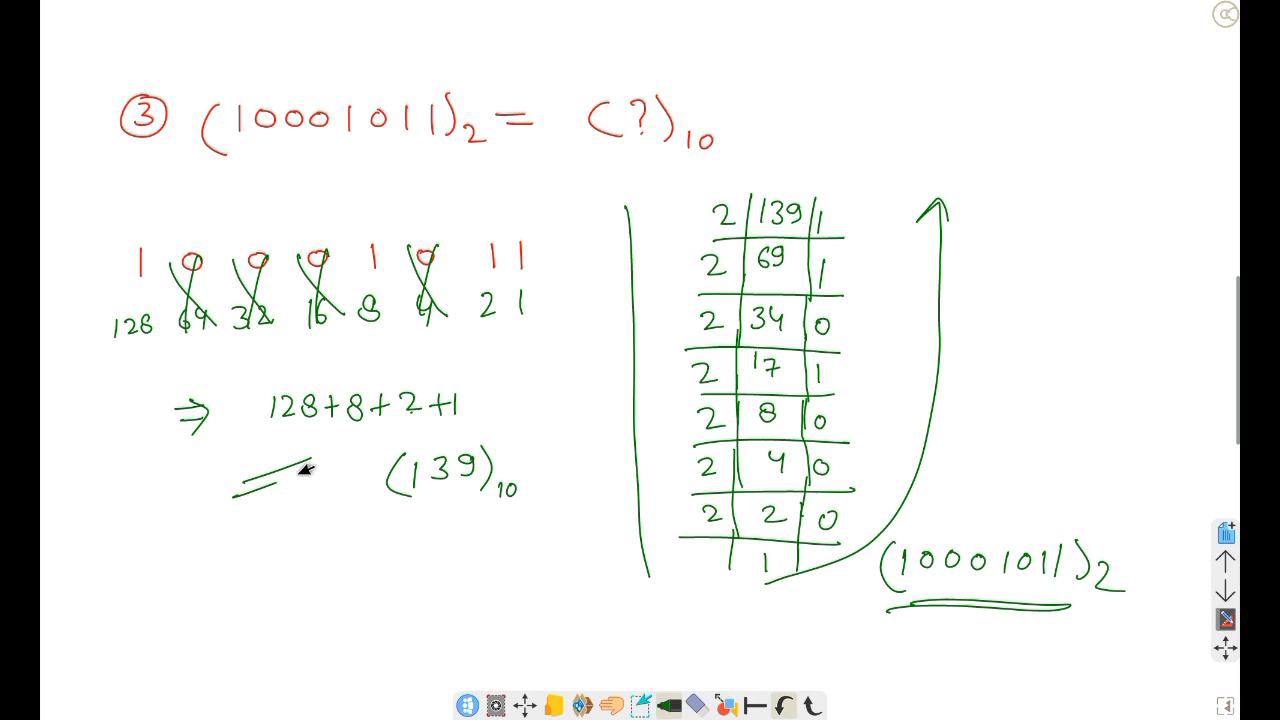 ③ (10001011)₂ = (?)₁₀
1 0 0 0 1 0 1 1
128 64 32 16 8 4 2 1
⇒ 128+8+2+1
(139)₁₀
2 | 139 | 1
2 | 69 | 1
2 | 34 | 0
2 | 17 | 1
2 | 8 | 0
2 | 4 | 0
2 | 2 | 0
1
(10001011)₂